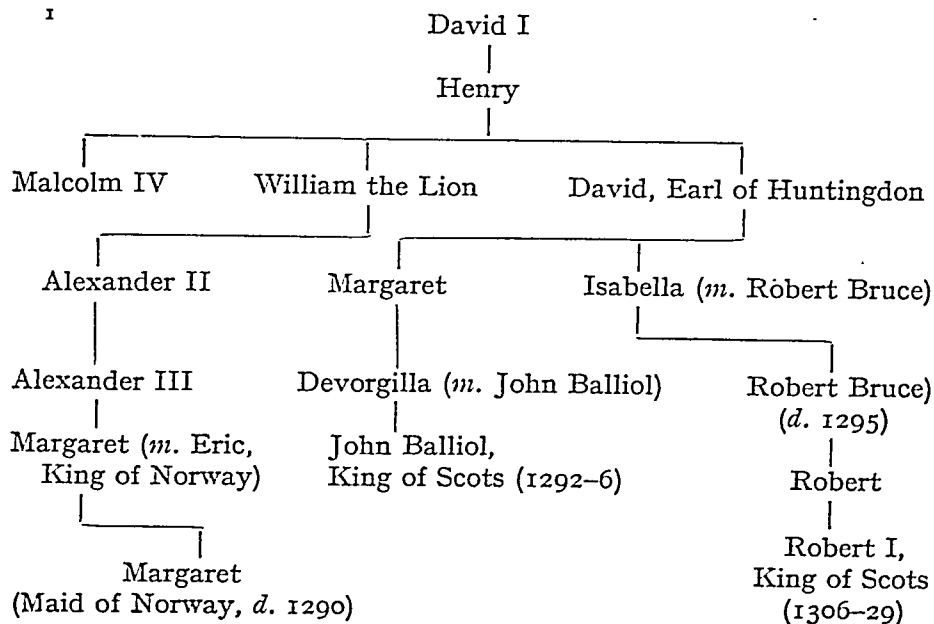 1
David I
Henry
Malcolm IV William the Lion David, Earl of Huntingdon
Alexander II Margaret Isabella (m. Robert Bruce)
Alexander III Devorgilla (m. John Balliol) Robert Bruce)
(d. 1295)
Margaret (m. Eric, John Balliol,
King of Norway) King of Scots (1292–6) Robert
Margaret Robert I,
(Maid of Norway, d. 1290) King of Scots
(1306–29)